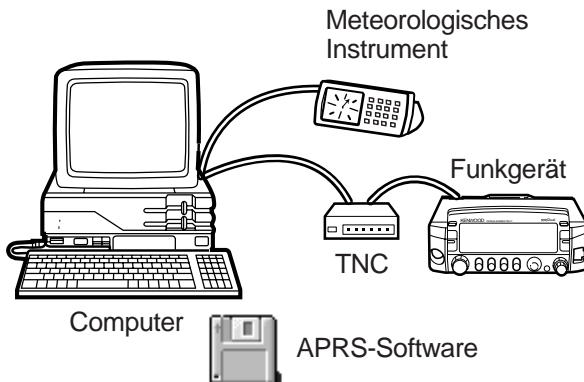 Meteorologisches
Instrument
Funkgerät
KENWOOD
TNC
Computer
APRS-Software